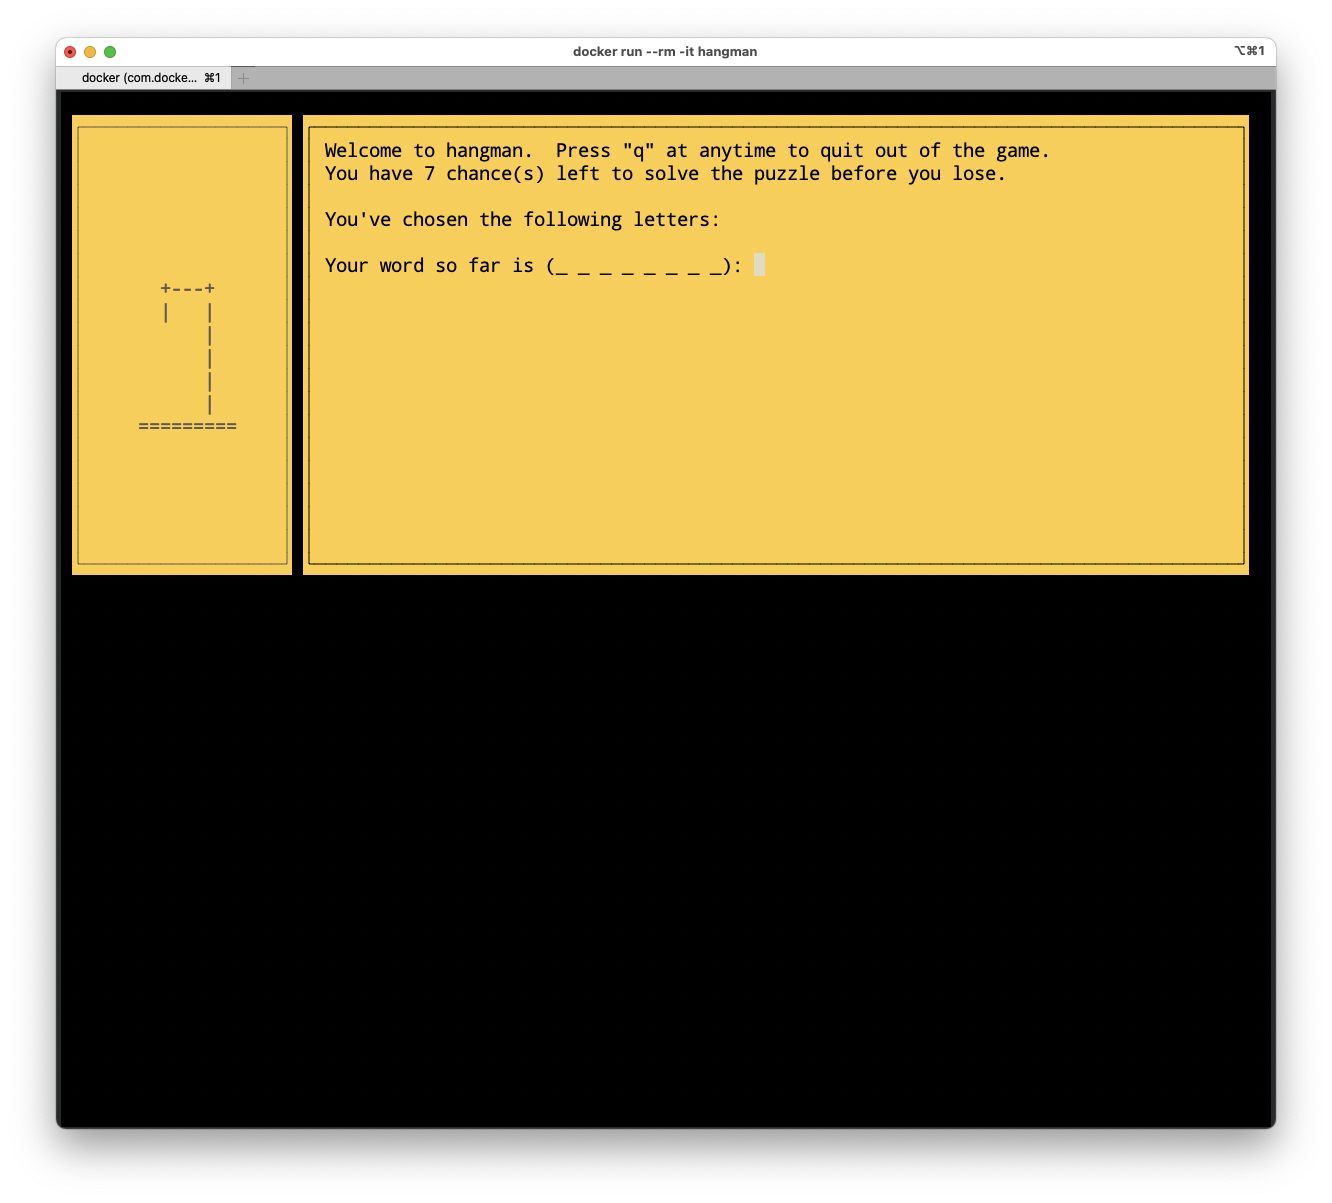 docker run --rm -it hangman
⌥⌘1
docker (com.docke... ⌘1
+
Welcome to hangman.  Press "q" at anytime to quit out of the game.
You have 7 chance(s) left to solve the puzzle before you lose.
You've chosen the following letters:
Your word so far is (_ _ _ _ _ _ _ _):
+---+
|   |
    |
    |
    |
    |
=========